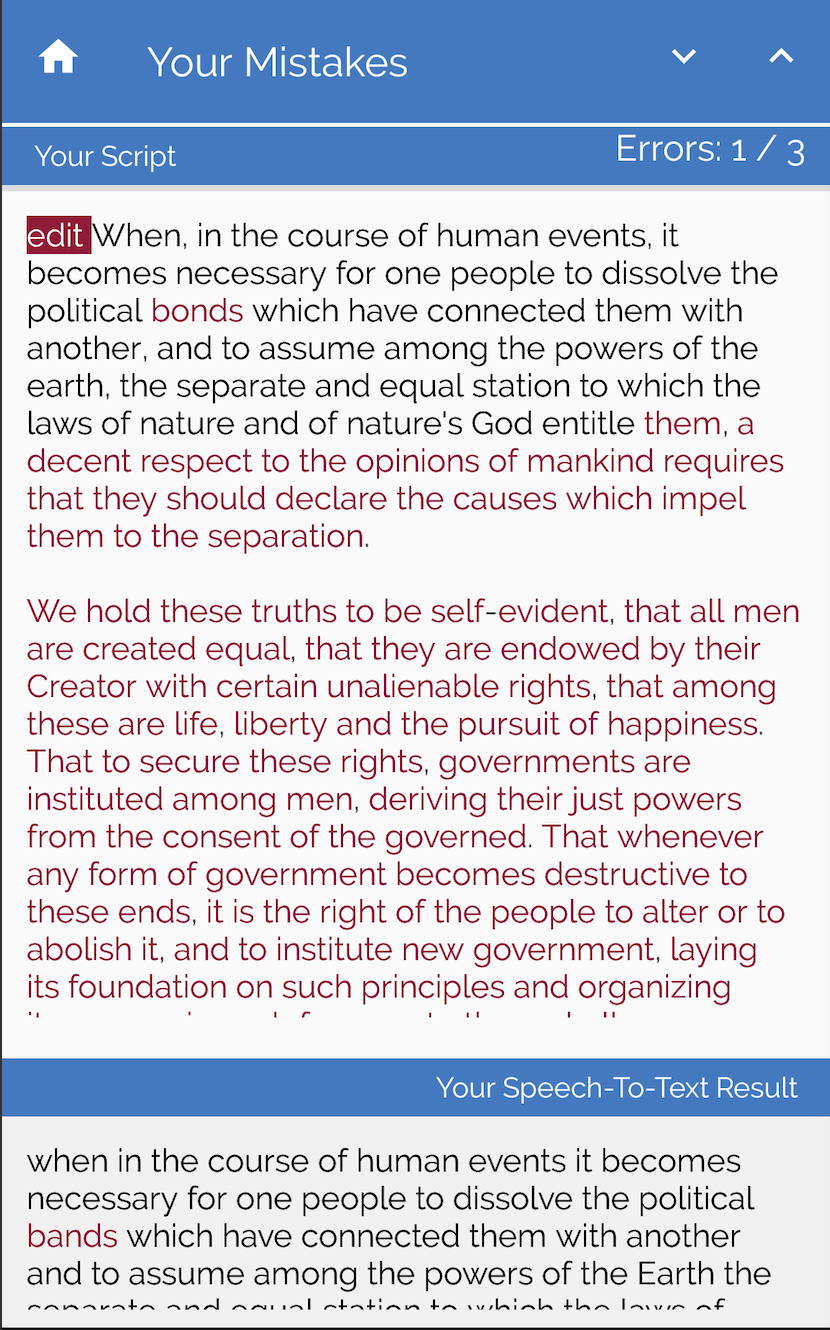 Your Mistakes
Your Script
Errors: 1 / 3
edit When, in the course of human events, it
becomes necessary for one people to dissolve the
political bonds which have connected them with
another, and to assume among the powers of the
earth, the separate and equal station to which the
laws of nature and of nature's God entitle them, a
decent respect to the opinions of mankind requires
that they should declare the causes which impel
them to the separation.
We hold these truths to be self-evident, that all men
are created equal, that they are endowed by their
Creator with certain unalienable rights, that among
these are life, liberty and the pursuit of happiness.
That to secure these rights, governments are
instituted among men, deriving their just powers
from the consent of the governed. That whenever
any form of government becomes destructive to
these ends, it is the right of the people to alter or to
abolish it, and to institute new government, laying
its foundation on such principles and organizing
Your Speech-To-Text Result
when in the course of human events it becomes
necessary for one people to dissolve the political
bands which have connected them with another
and to assume among the powers of the Earth the
separate and equal station to which the laws of